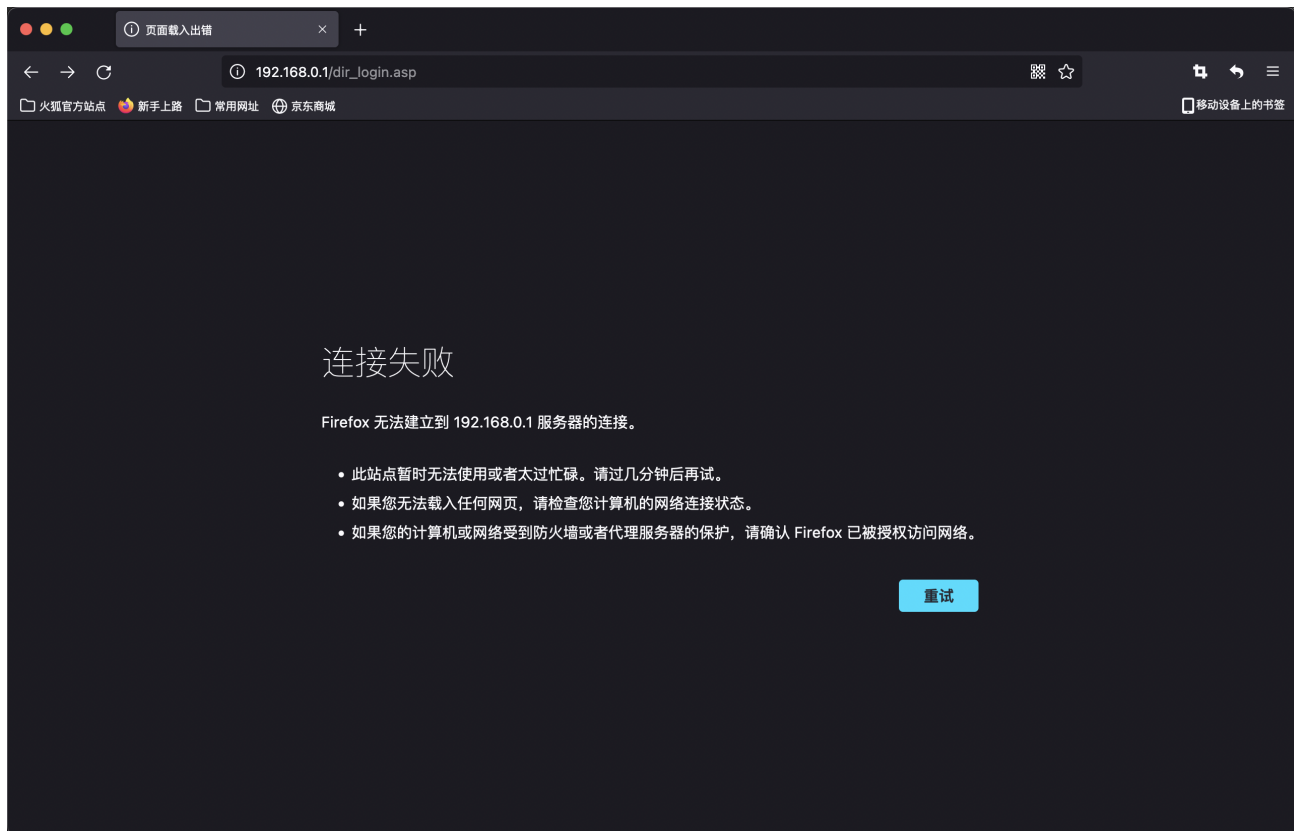 页面载入出错
192.168.0.1/dir_login.asp
火狐官方站点 新手上路 常用网址 京东商城 移动设备上的书签
连接失败
Firefox 无法建立到 192.168.0.1 服务器的连接。
此站点暂时无法使用或者太过忙碌。请过几分钟后再试。
如果您无法载入任何网页，请检查您计算机的网络连接状态。
如果您的计算机或网络受到防火墙或者代理服务器的保护，请确认 Firefox 已被授权访问网络。
重试